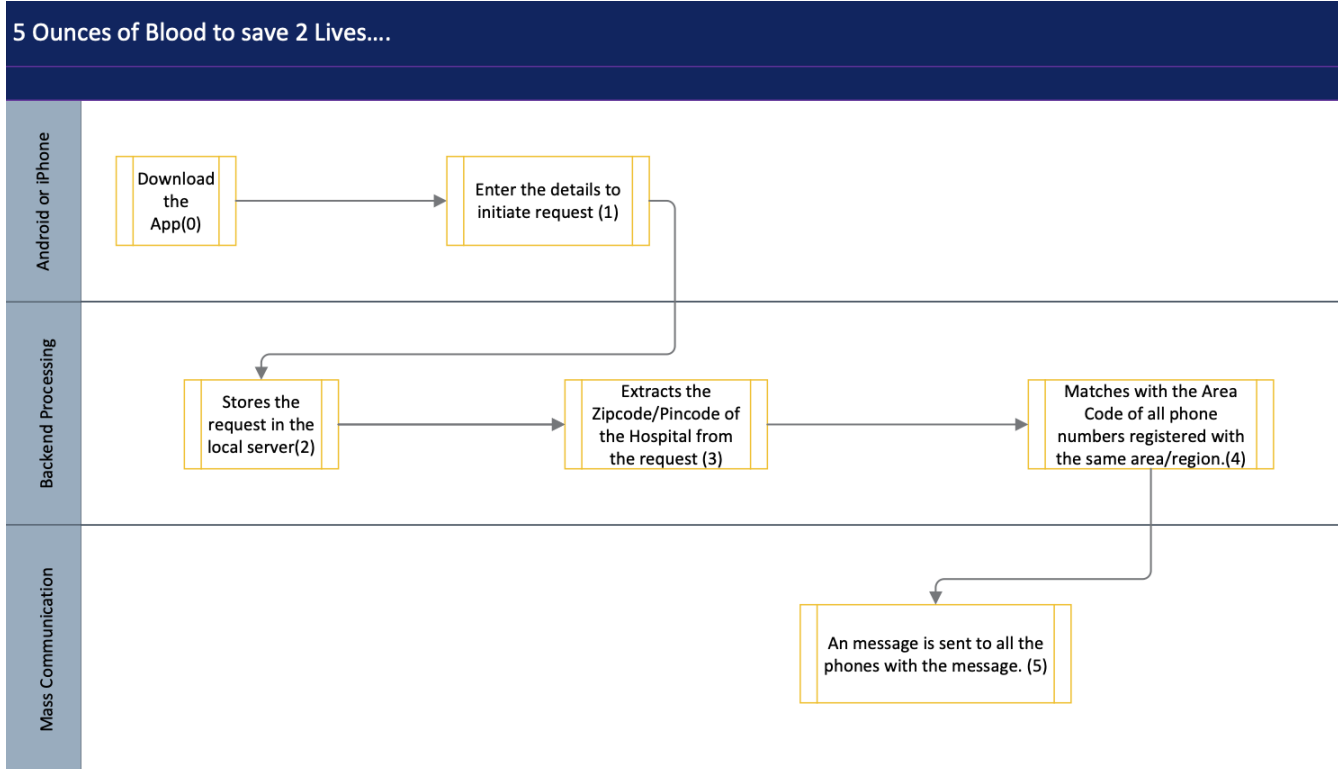 5 Ounces of Blood to save 2 Lives....
Android or iPhone
Download
the
App(0)
Enter the details to
initiate request (1)
Backend Processing
Stores the
request in the
local server(2)
Extracts the
Zipcode/Pincode of
the Hospital from
the request (3)
Matches with the Area
Code of all phone
numbers registered with
the same area/region.(4)
Mass Communication
An message is sent to all the
phones with the message. (5)